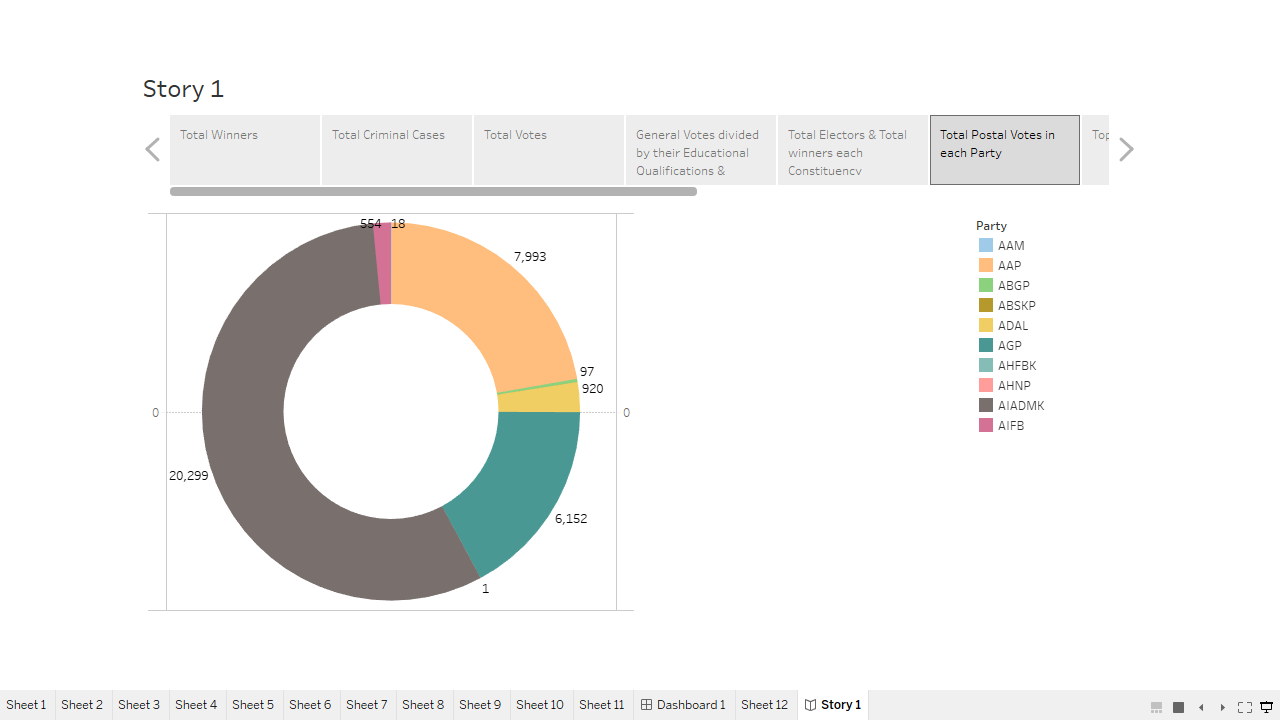 Story 1
Total Winners
Total Criminal Cases
Total Votes
General Votes divided
by their Educational
Qualifications &
Total Electors & Total
winners each
Constituency
Total Postal Votes in
each Party
Top
554
18
7,993
97
920
0
0
20,299
6,152
1
Party
AAM
AAP
ABGP
ABSKP
ADAL
AGP
AHFBK
AHNP
AIADMK
AIFB
Sheet 1
Sheet 2
Sheet 3
Sheet 4
Sheet 5
Sheet 6
Sheet 7
Sheet 8
Sheet 9
Sheet 10
Sheet 11
Dashboard 1
Sheet 12
Story 1